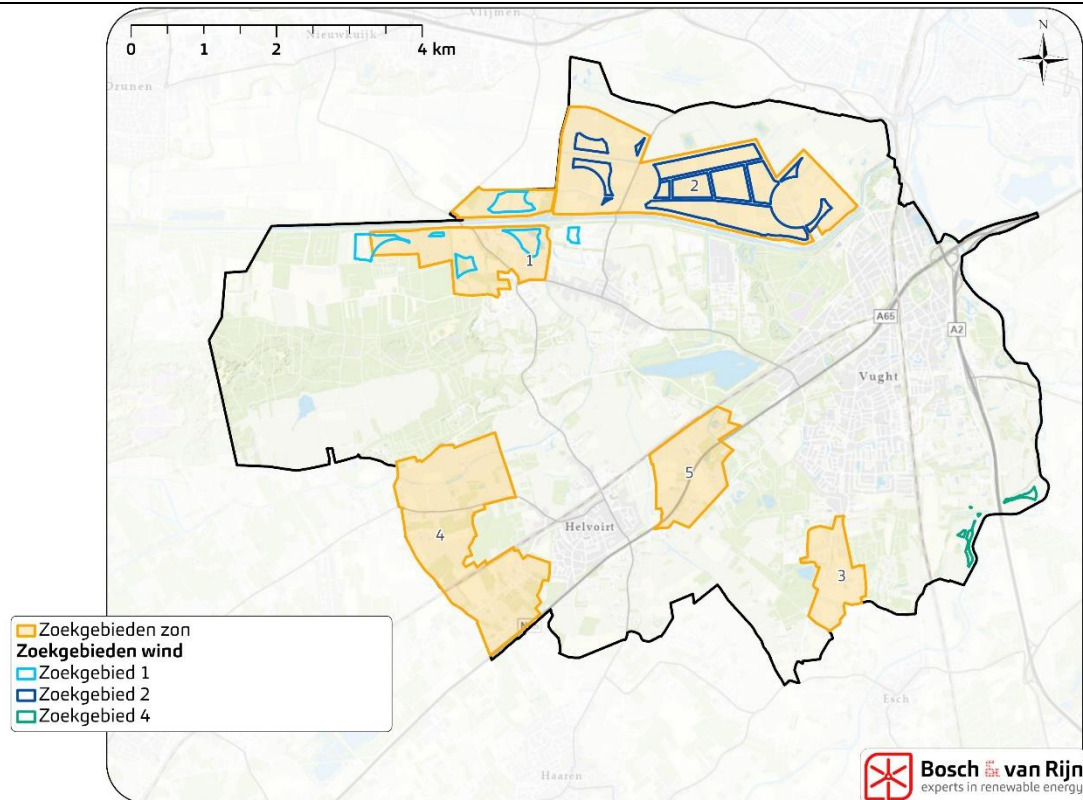 Vlijmen
Nieuwkuijk
0 1 2 4 km
N
Drunen
2
1
A65
A2
Vught
5
4
Helvoirt
3
Zoekgebieden zon
Zoekgebieden wind
Zoekgebied 1
Zoekgebied 2
Zoekgebied 4
Esch
Haaren
Bosch & van Rijn
experts in renewable energy